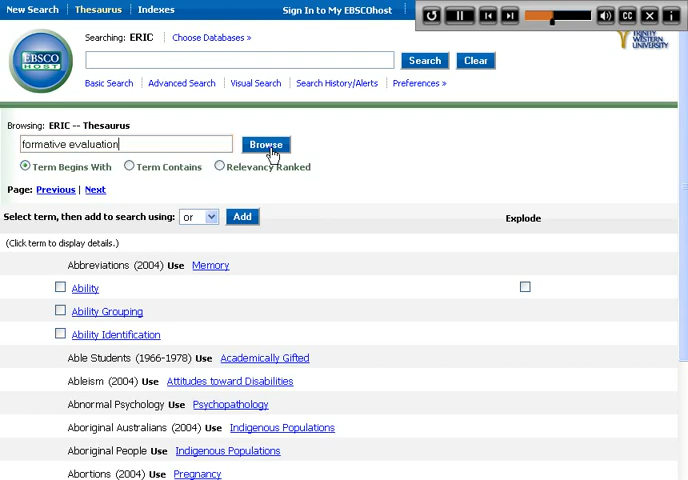 New Search Thesaurus Indexes Sign In to My EBSCOhost
CC i
Searching: ERIC Choose Databases »
TRINITY WESTERN UNIVERSITY
EBSCO HOST
Search Clear
Basic Search Advanced Search Visual Search Search History/Alerts Preferences »
Browsing: ERIC -- Thesaurus
formative evaluation Browse
Term Begins With Term Contains Relevancy Ranked
Page: Previous | Next
Select term, then add to search using: or Add Explode
(Click term to display details.)
Abbreviations (2004) Use Memory
Ability
Ability Grouping
Ability Identification
Able Students (1966-1978) Use Academically Gifted
Ableism (2004) Use Attitudes toward Disabilities
Abnormal Psychology Use Psychopathology
Aboriginal Australians (2004) Use Indigenous Populations
Aboriginal People Use Indigenous Populations
Abortions (2004) Use Pregnancy